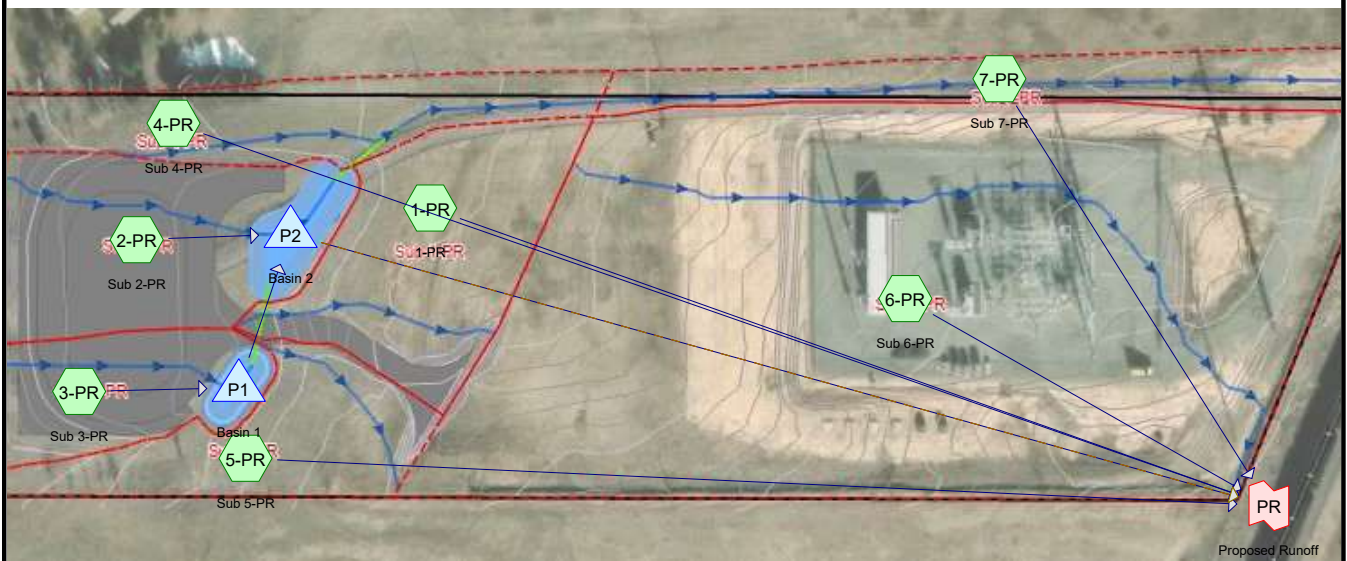 7-PR
Sub 7-PR
4-PR
Sub 4-PR
1-PR
1-PR
2-PR
Sub 2-PR
P2
Basin 2
6-PR
Sub 6-PR
3-PR
Sub 3-PR
P1
Basin 1
5-PR
Sub 5-PR
PR
Proposed Runoff